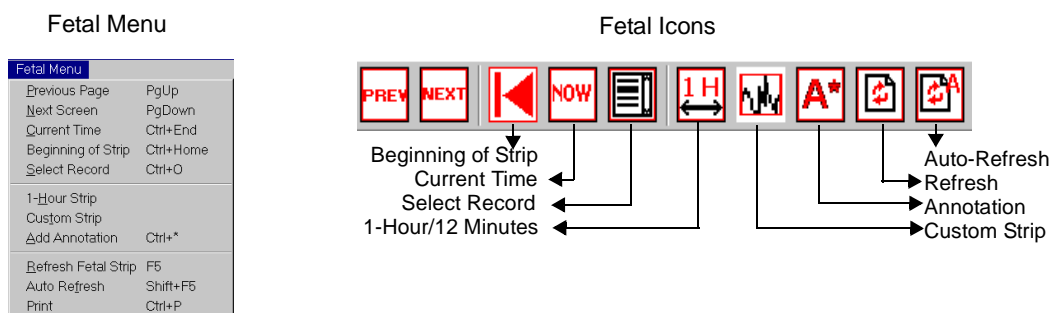 Fetal Menu
Fetal Menu
Previous Page PgUp
Next Screen PgDown
Current Time Ctrl+End
Beginning of Strip Ctrl+Home
Select Record Ctrl+O
1-Hour Strip
Custom Strip
Add Annotation Ctrl+*
Refresh Fetal Strip F5
Auto Refresh Shift+F5
Print Ctrl+P
Fetal Icons
PREV NEXT NOW 1 H A* A
Beginning of Strip
Current Time
Select Record
1-Hour/12 Minutes
Auto-Refresh
Refresh
Annotation
Custom Strip